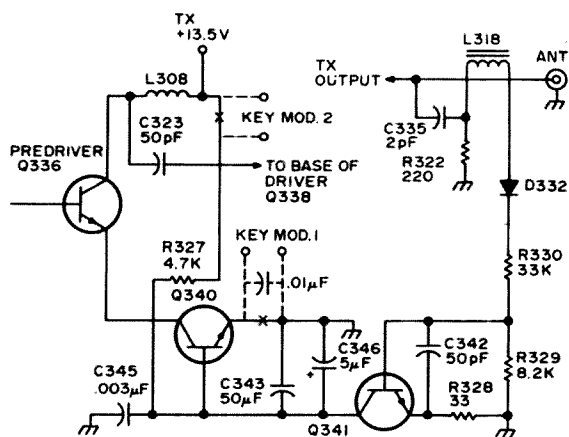 TX
+13.5V
L308
C323
50pF
KEY MOD. 2
PREDRIVER
Q336
TO BASE OF
DRIVER
Q338
L318
ANT
TX
OUTPUT
C335
2pF
R322
220
D332
R330
33K
KEY MOD. 1
R327
4.7K
Q340
.01μF
C345
.003μF
C343
50μF
C346
5μF
+
Q341
C342
50pF
R328
33
R329
8.2K